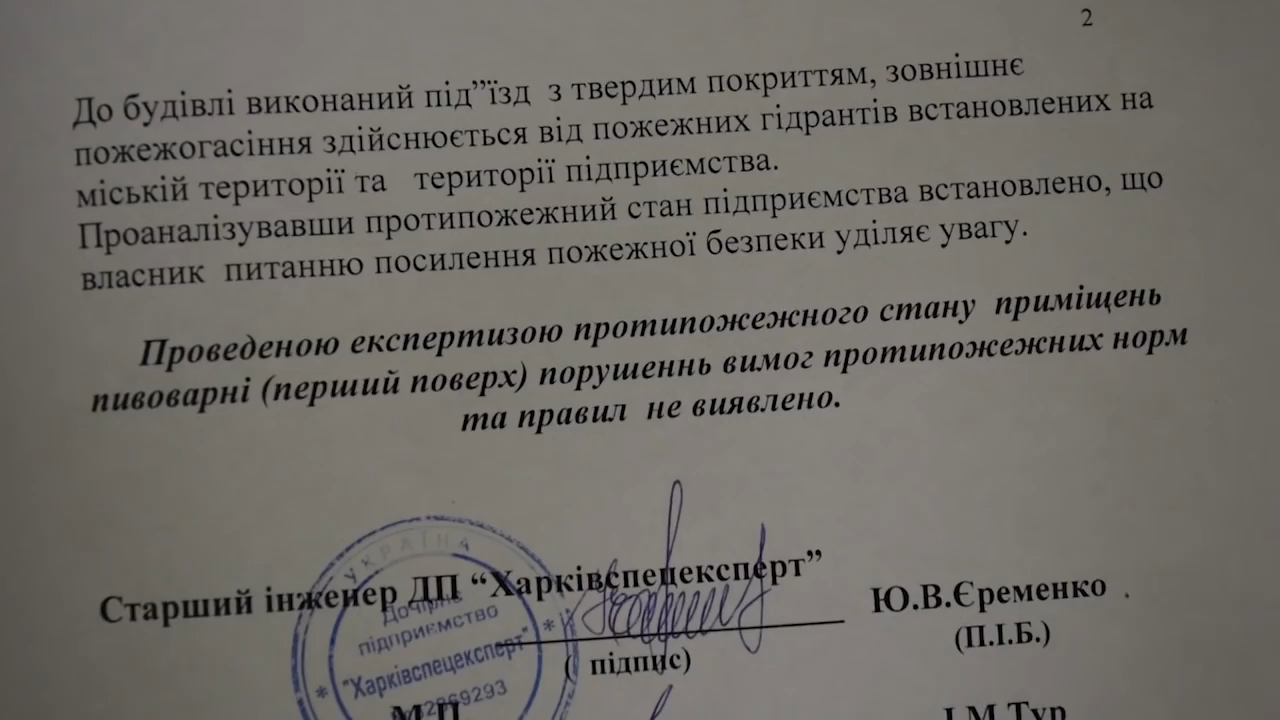 2
До будівлі виконаний під”їзд з твердим покриттям, зовнішнє
пожежогасіння здійснюється від пожежних гідрантів встановлених на
міській території та території підприємства.
Проаналізувавши протипожежний стан підприємства встановлено, що
власник питанню посилення пожежної безпеки уділяє увагу.
Проведеною експертизою протипожежного стану приміщень
пивоварні (перший поверх) порушеннь вимог протипожежних норм
та правил не виявлено.
УКРАЇНА
Старший інженер ДП “Харківспецексперт”
Ю.В.Єременко
Дочірнє
підприємство
"Харківспецексперт"
( підпис)
(П.І.Б.)
М.П.
І.М.Тур